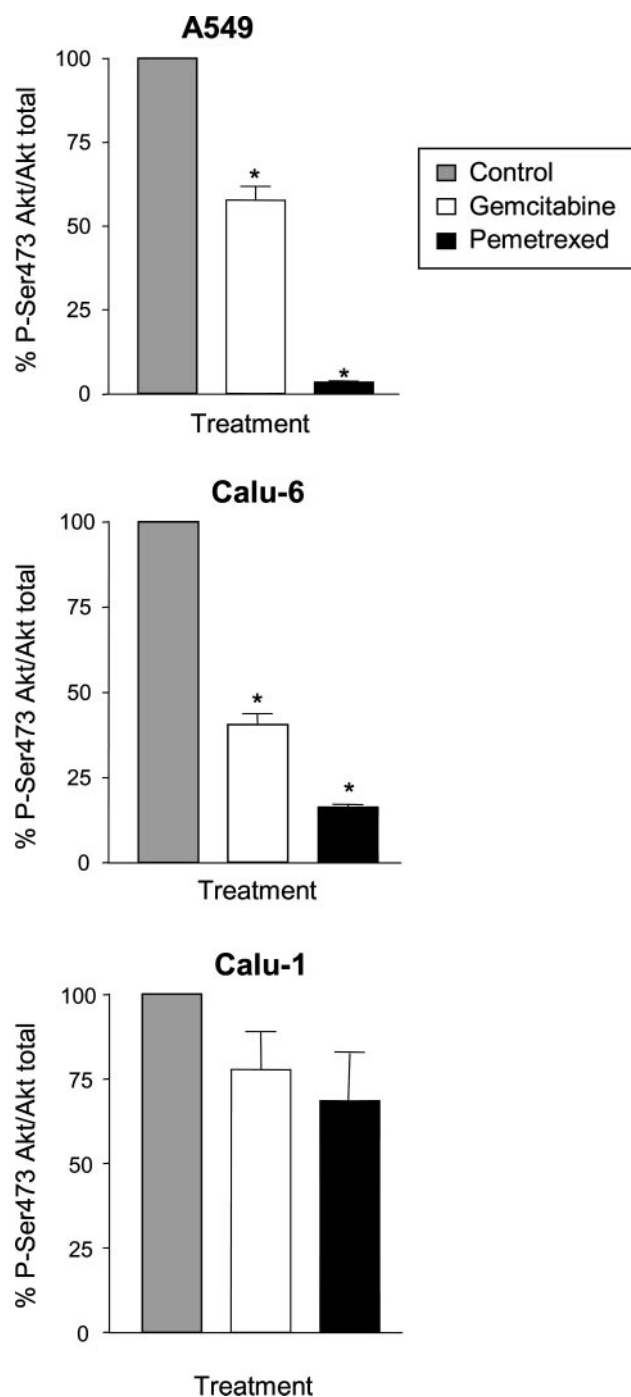 A549
% P-Ser473 Akt/Akt total
100
75
50
25
0
*
*
Treatment
Control
Gemcitabine
Pemetrexed
Calu-6
% P-Ser473 Akt/Akt total
100
75
50
25
0
*
*
Treatment
Calu-1
% P-Ser473 Akt/Akt total
100
75
50
25
0
Treatment